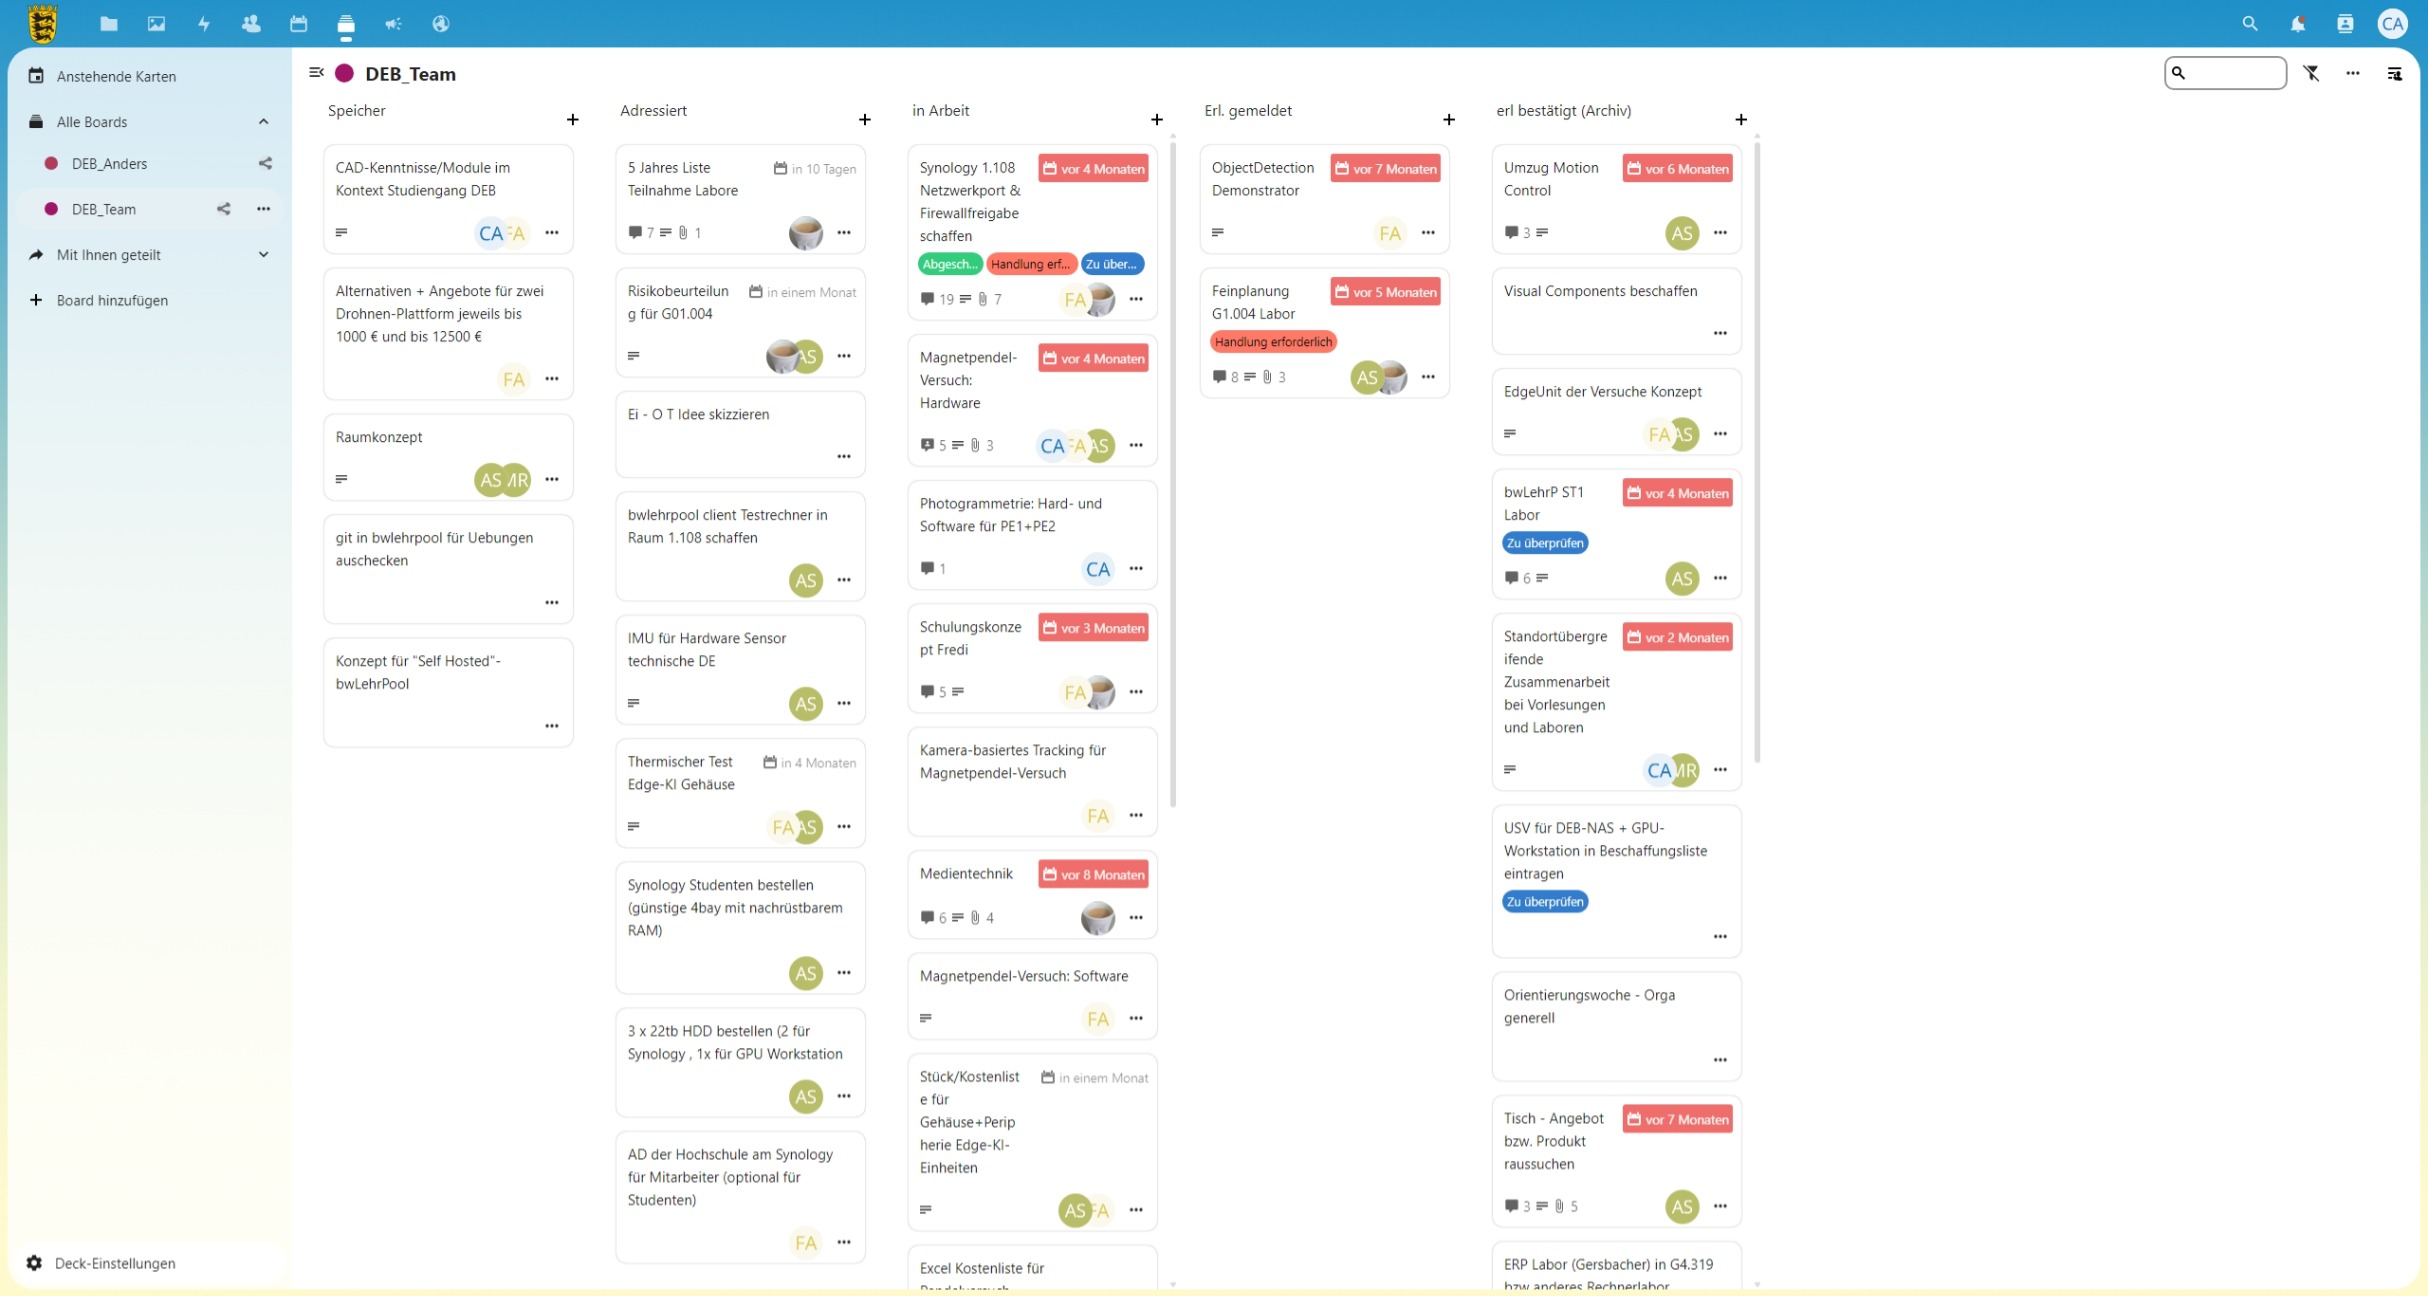 CA
Anstehende Karten
Alle Boards
DEB_Anders
DEB_Team
Mit Ihnen geteilt
Board hinzufügen
Deck-Einstellungen
DEB_Team
Speicher
CAD-Kenntnisse/Module im
Kontext Studiengang DEB
CA FA
Alternativen + Angebote für zwei
Drohnen-Plattform jeweils bis
1000 € und bis 12500 €
FA
Raumkonzept
AS MR
git in bwlehrpool für Uebungen
auschecken
Konzept für "Self Hosted"-
bwLehrPool
Adressiert
5 Jahres Liste
Teilnahme Labore
in 10 Tagen
7 1
Risikobeurteilun
g für G01.004
in einem Monat
AS
Ei - O T Idee skizzieren
bwlehrpool client Testrechner in
Raum 1.108 schaffen
AS
IMU für Hardware Sensor
technische DE
AS
Thermischer Test
Edge-KI Gehäuse
in 4 Monaten
FA AS
Synology Studenten bestellen
(günstige 4bay mit nachrüstbarem
RAM)
AS
3 x 22tb HDD bestellen (2 für
Synology , 1x für GPU Workstation
AS
AD der Hochschule am Synology
für Mitarbeiter (optional für
Studenten)
FA
in Arbeit
Synology 1.108
Netzwerkport &
Firewallfreigabe
schaffen
vor 4 Monaten
Abgesch... Handlung erf... Zu über...
19 7 FA
Magnetpendel-
Versuch:
Hardware
vor 4 Monaten
5 3 CA FA AS
Photogrammetrie: Hard- und
Software für PE1+PE2
1 CA
Schulungskonze
pt Fredi
vor 3 Monaten
5 FA
Kamera-basiertes Tracking für
Magnetpendel-Versuch
FA
Medientechnik
vor 8 Monaten
6 4
Magnetpendel-Versuch: Software
FA
Stück/Kostenlist
e für
Gehäuse+Perip
herie Edge-KI-
Einheiten
in einem Monat
AS FA
Excel Kostenliste für
Pendelversuch
Erl. gemeldet
ObjectDetection
Demonstrator
vor 7 Monaten
FA
Feinplanung
G1.004 Labor
vor 5 Monaten
Handlung erforderlich
8 3 AS
erl bestätigt (Archiv)
Umzug Motion
Control
vor 6 Monaten
3 AS
Visual Components beschaffen
EdgeUnit der Versuche Konzept
FA AS
bwLehrP ST1
Labor
vor 4 Monaten
Zu überprüfen
6 AS
Standortübergre
ifende
Zusammenarbeit
bei Vorlesungen
und Laboren
vor 2 Monaten
CA MR
USV für DEB-NAS + GPU-
Workstation in Beschaffungsliste
eintragen
Zu überprüfen
Orientierungswoche - Orga
generell
Tisch - Angebot
bzw. Produkt
raussuchen
vor 7 Monaten
3 5 AS
ERP Labor (Gersbacher) in G4.319
bzw anderes Rechnerlabor